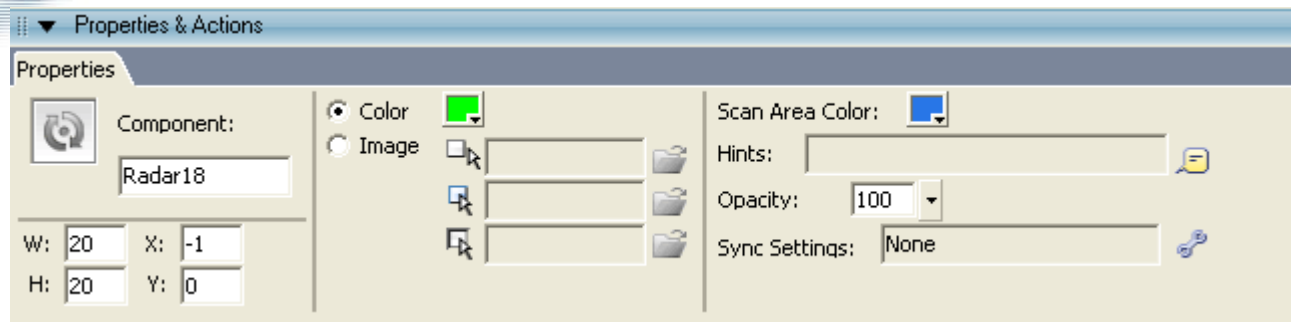 Properties & Actions
Properties
Component:
Radar18
W: 20 X: -1
H: 20 Y: 0
Color
Image
Scan Area Color:
Hints:
Opacity: 100
Sync Settings: None